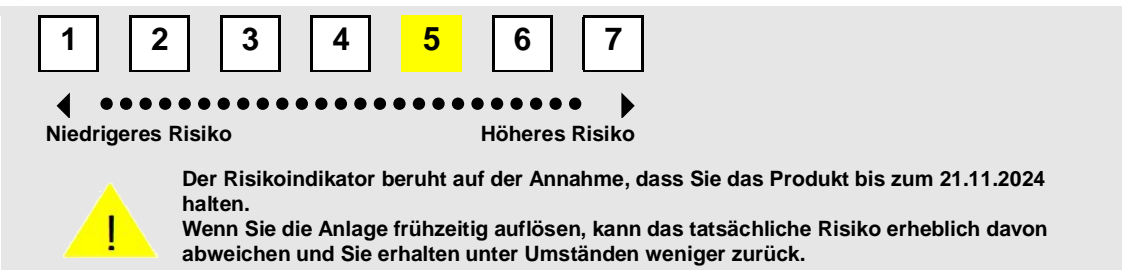 1 2 3 4 5 6 7
Niedrigeres Risiko Höheres Risiko
Der Risikoindikator beruht auf der Annahme, dass Sie das Produkt bis zum 21.11.2024
halten.
Wenn Sie die Anlage frühzeitig auflösen, kann das tatsächliche Risiko erheblich davon
! abweichen und Sie erhalten unter Umständen weniger zurück.